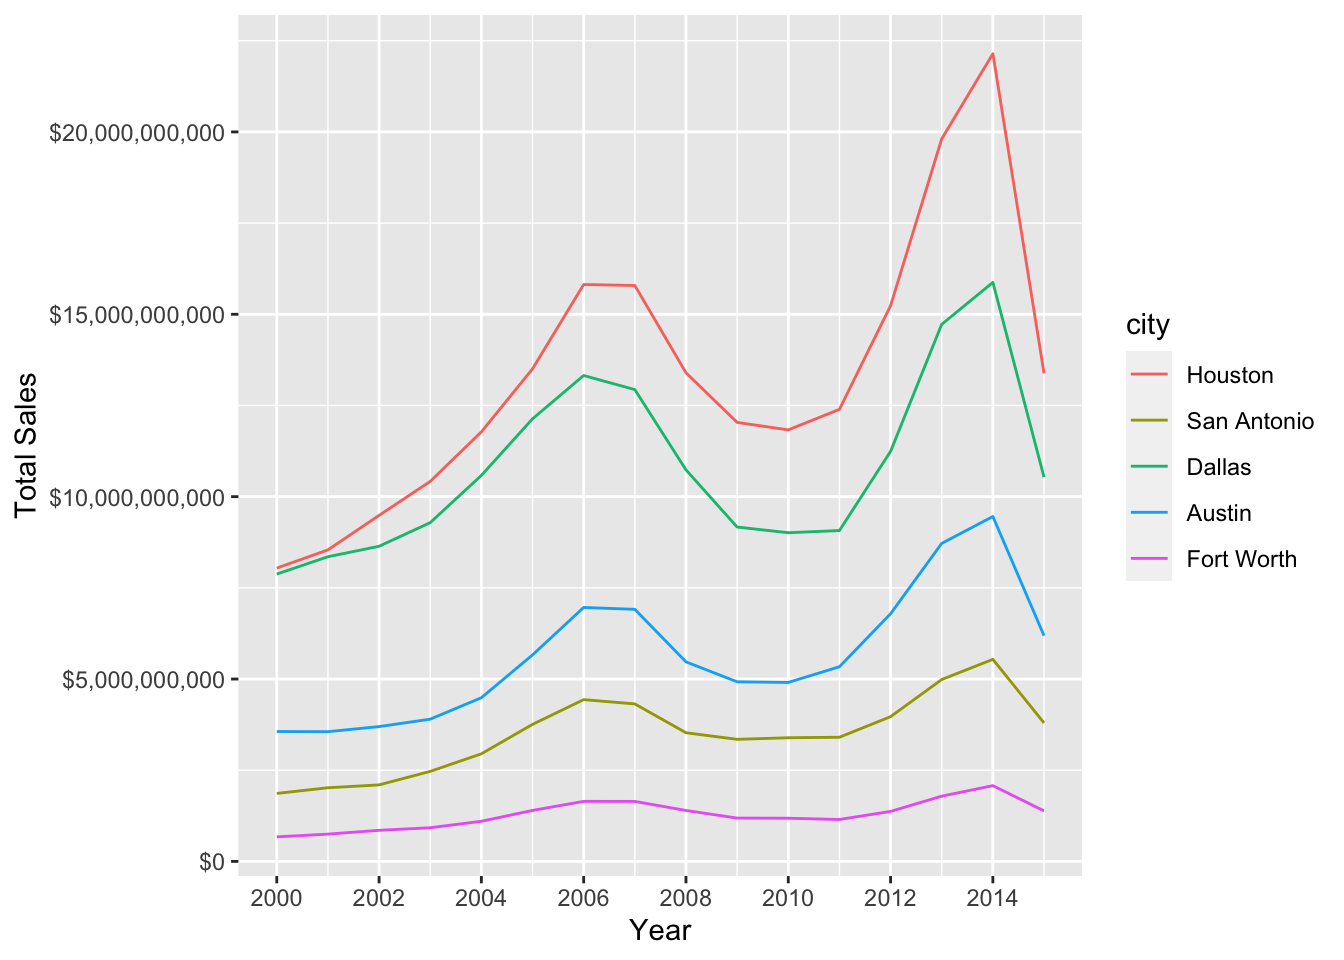 $20,000,000,000
$15,000,000,000
$10,000,000,000
$5,000,000,000
$0
Total Sales
2000 2002 2004 2006 2008 2010 2012 2014
Year
city
Houston
San Antonio
Dallas
Austin
Fort Worth